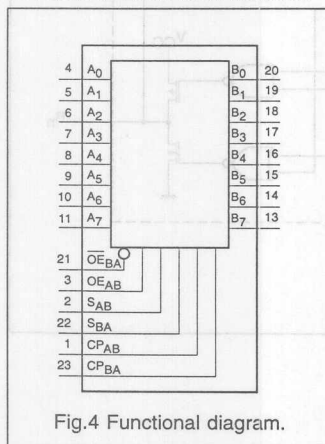 4 A0 B0 20
5 A1 B1 19
6 A2 B2 18
7 A3 B3 17
8 A4 B4 16
9 A5 B5 15
10 A6 B6 14
11 A7 B7 13
21 OEBA
3 OEAB
2 SAB
22 SBA
1 CPAB
23 CPBA
Fig.4 Functional diagram.